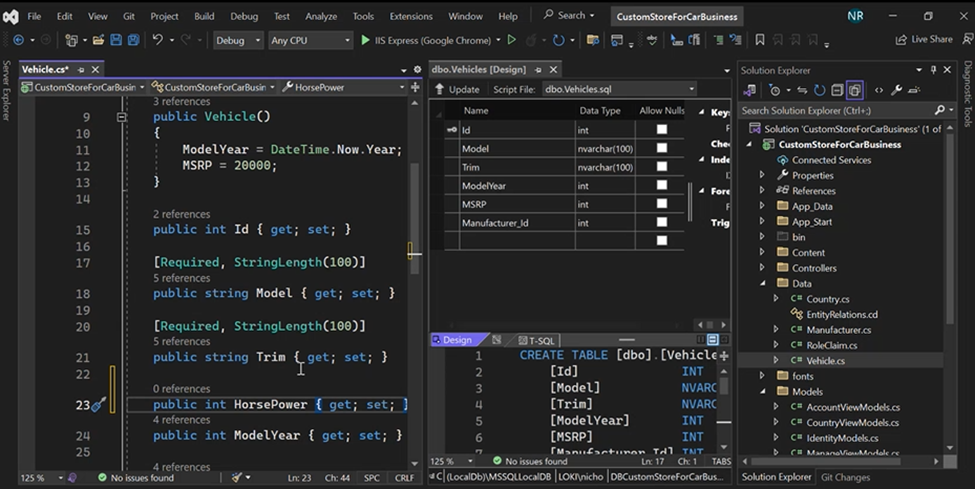 File Edit View Git Project Build Debug Test Analyze Tools Extensions Window Help Search CustomStoreForCarBusiness NR
Debug Any CPU IIS Express (Google Chrome) Live Share
Server Explorer
Vehicle.cs*
CustomStoreForCarBusin CustomStoreForCarBusin HorsePower
3 references
9 public Vehicle()
10 {
11 ModelYear = DateTime.Now.Year;
12 MSRP = 20000;
13 }
14
2 references
15 public int Id { get; set; }
16
17 [Required, StringLength(100)]
5 references
18 public string Model { get; set; }
19
20 [Required, StringLength(100)]
5 references
21 public string Trim { get; set; }
22
0 references
23 public int HorsePower { get; set; }
4 references
24 public int ModelYear { get; set; }
25
4 references
125 % No issues found Ln: 23 Ch: 44 SPC CRLF
dbo.Vehicles [Design]
Update Script File: dbo.Vehicles.sql
Name Data Type Allow Nulls
Id int
Model nvarchar(100)
Trim nvarchar(100)
ModelYear int
MSRP int
Manufacturer_Id int
Keys
Inde
Fore
Trig
Design T-SQL
1 CREATE TABLE [dbo].[Vehicle
2 [Id] INT
3 [Model] NVARC
4 [Trim] NVARC
5 [ModelYear] INT
6 [MSRP] INT
7 [Manufacturer_Id] INT
125 % No issues found Ln: 17 Ch: 1 TABS
(LocalDb)\MSSQLLocalDB LOKI\nicho DBCustomStoreForCarBus...
Solution Explorer
Search Solution Explorer (Ctrl+;)
Solution 'CustomStoreForCarBusiness' (1 of
CustomStoreForCarBusiness
Connected Services
Properties
References
App_Data
App_Start
bin
Content
Controllers
Data
Country.cs
EntityRelations.cd
Manufacturer.cs
RoleClaim.cs
Vehicle.cs
fonts
Models
AccountViewModels.cs
CountryViewModels.cs
IdentityModels.cs
ManageViewModels.cs
Solution Explorer Git Changes
Diagnostic Tools